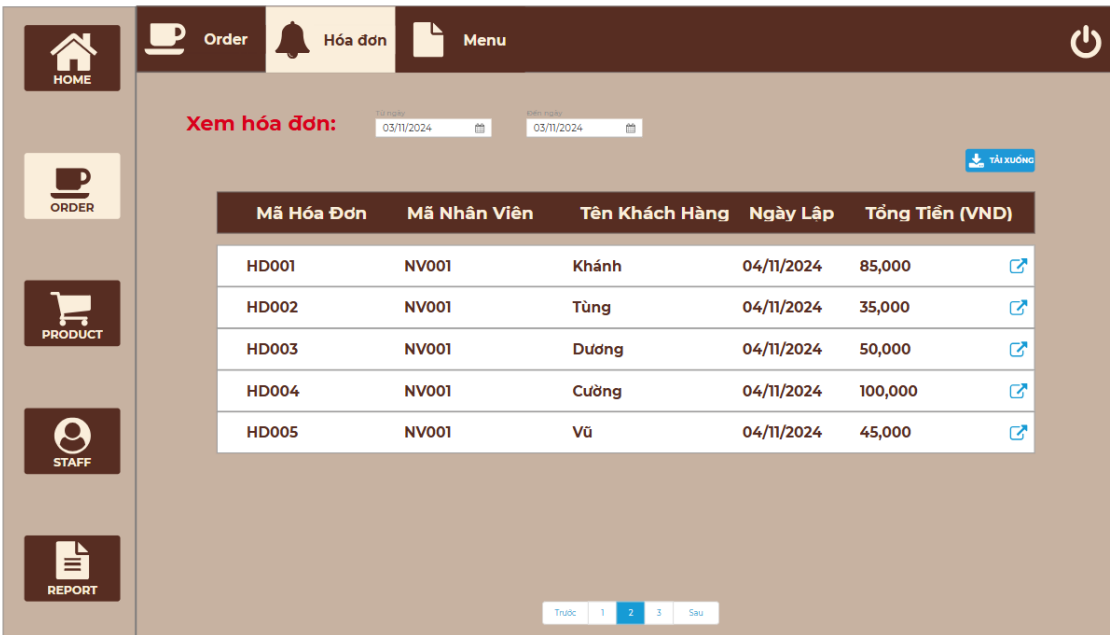 Order
Hóa đơn
Menu
HOME
Xem hóa đơn:
Từ ngày
03/11/2024
Đến ngày
03/11/2024
TẢI XUỐNG
ORDER
Mã Hóa Đơn Mã Nhân Viên Tên Khách Hàng Ngày Lập Tổng Tiền (VND)
HD001 NV001 Khánh 04/11/2024 85,000
HD002 NV001 Tùng 04/11/2024 35,000
PRODUCT
HD003 NV001 Dương 04/11/2024 50,000
HD004 NV001 Cường 04/11/2024 100,000
HD005 NV001 Vũ 04/11/2024 45,000
STAFF
REPORT
Trước 1 2 3 Sau